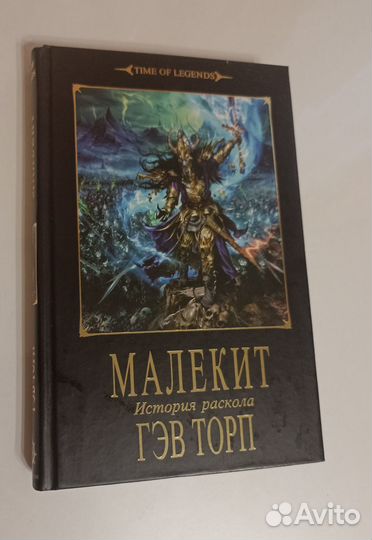 TIME OF LEGENDS
МАЛЕКИТ
История раскола
ГЭВ ТОРП
Avito